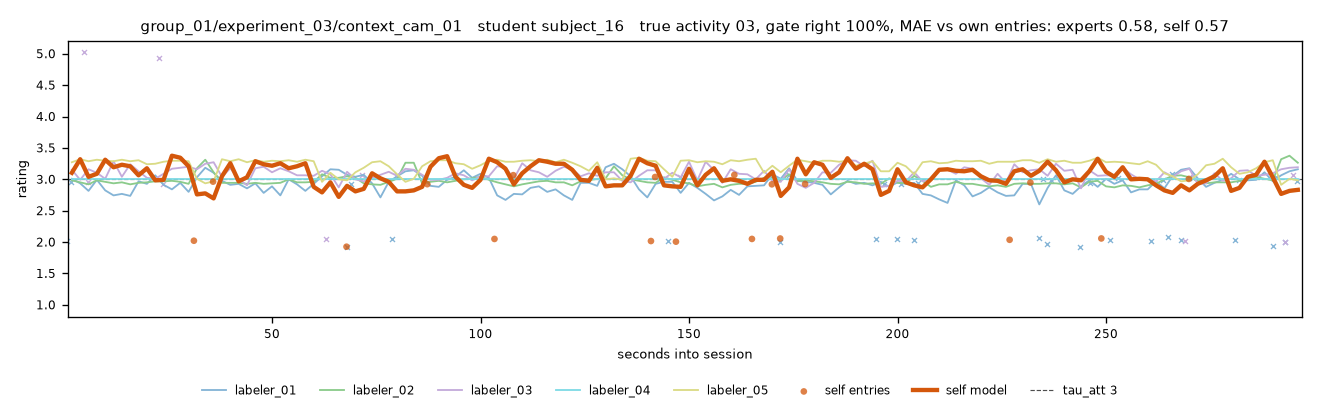 group_01/experiment_03/context_cam_01 student subject_16 true activity 03, gate right 100%, MAE vs own entries: experts 0.58, self 0.57
rating
5.0
4.5
4.0
3.5
3.0
2.5
2.0
1.5
1.0
50 100 150 200 250
seconds into session
labeler_01 labeler_02 labeler_03 labeler_04 labeler_05 self entries self model tau_att 3